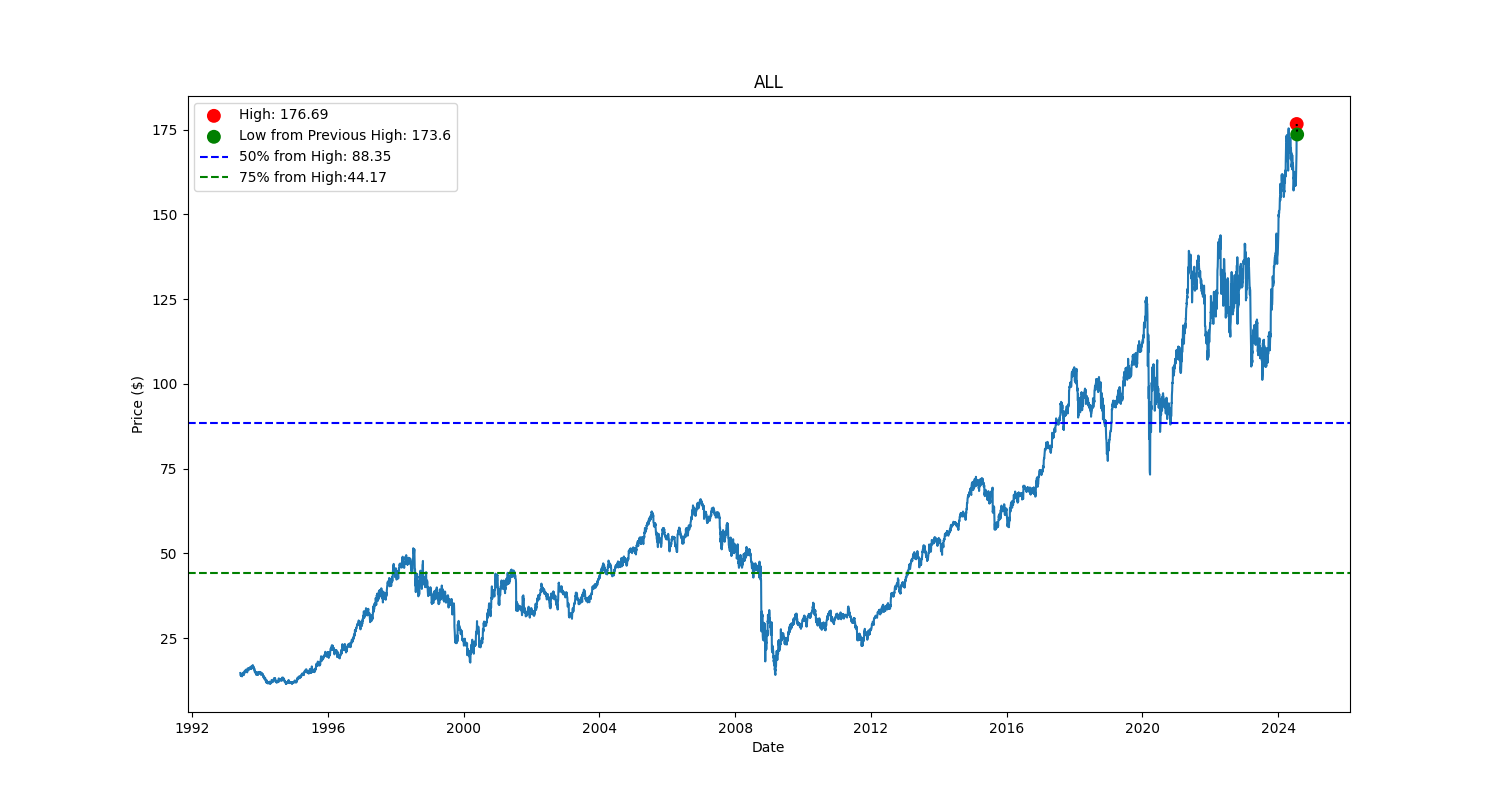 ALL
High: 176.69
Low from Previous High: 173.6
50% from High: 88.35
75% from High:44.17
175
150
125
100
75
50
25
Price ($)
1992 1996 2000 2004 2008 2012 2016 2020 2024
Date